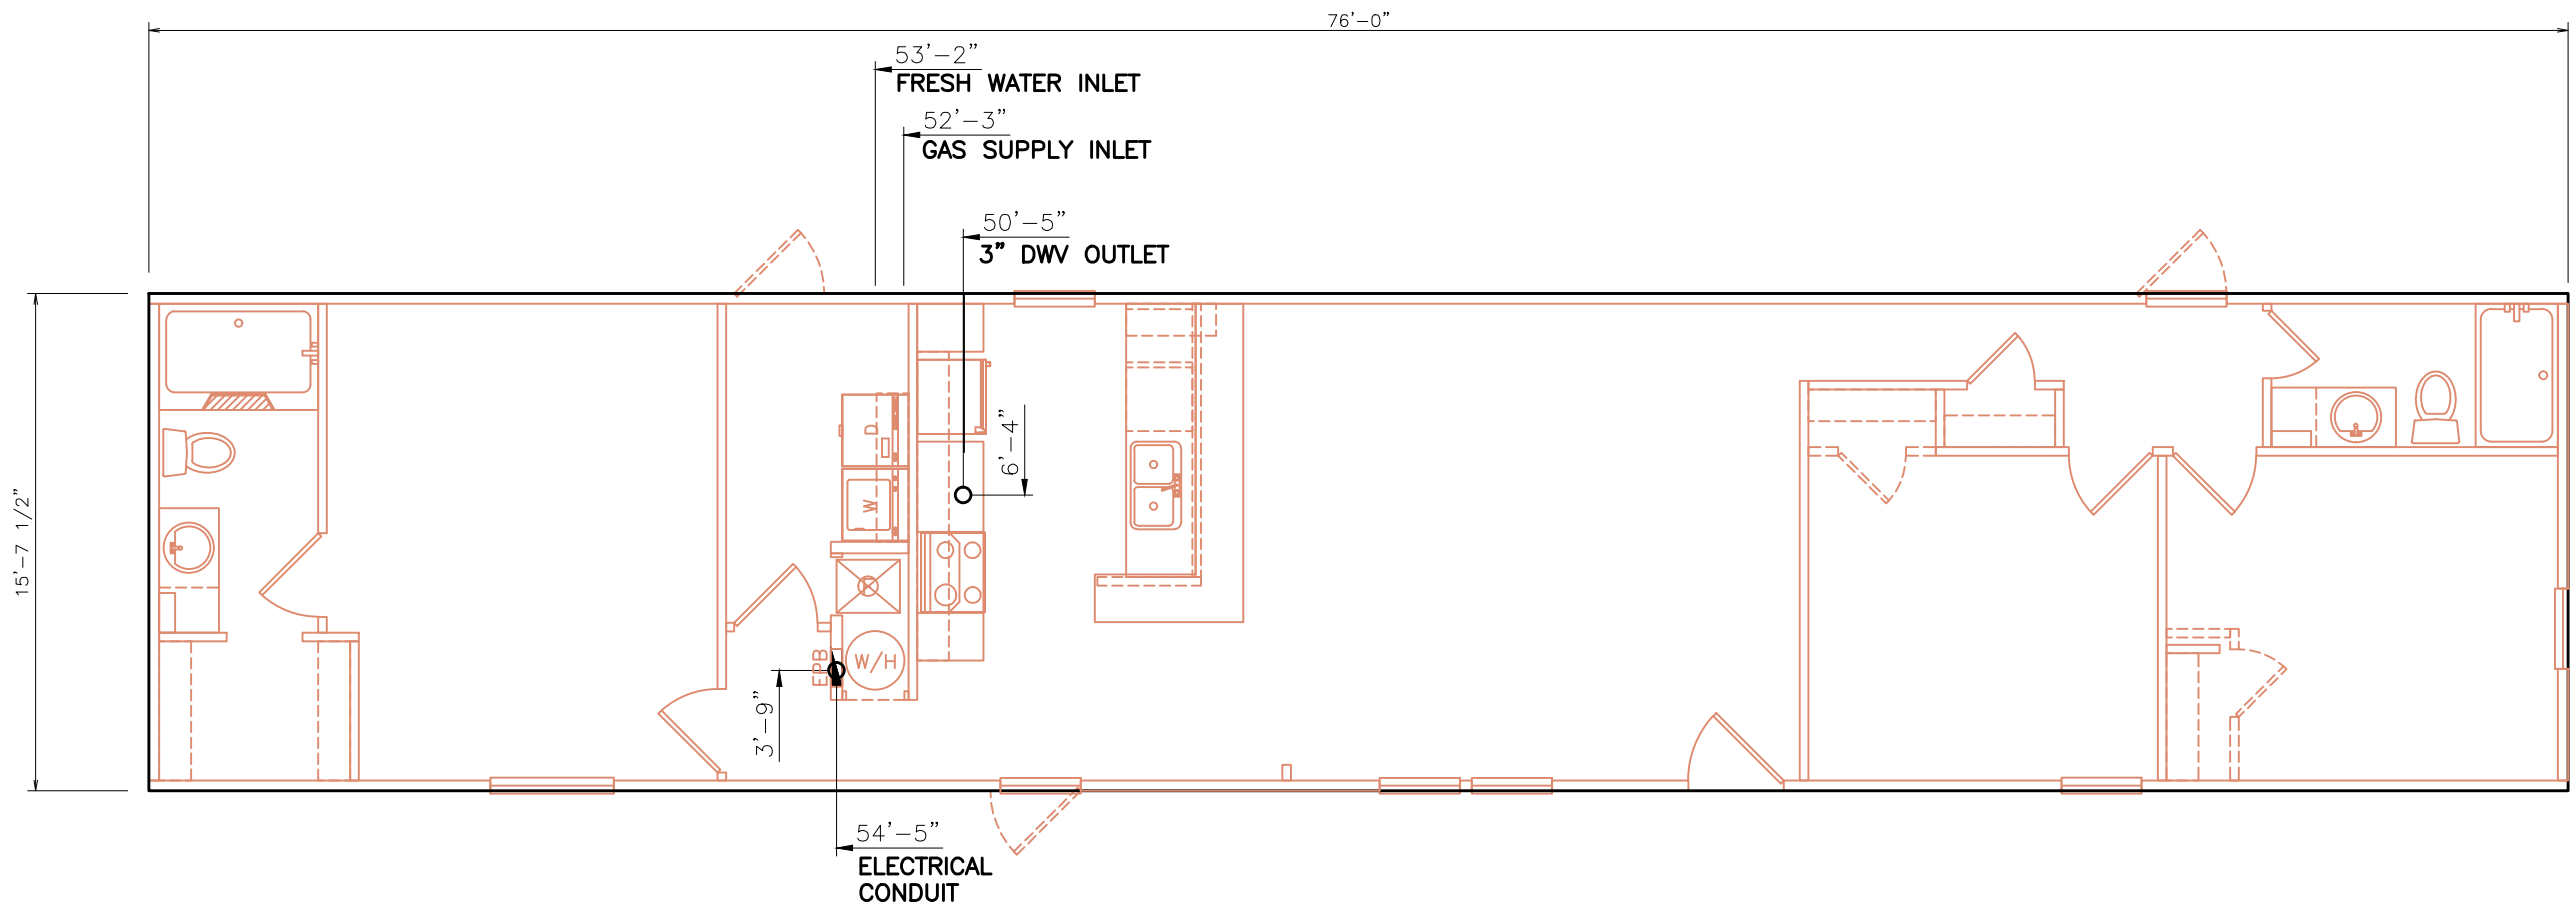 76'-0"
53'-2"
FRESH WATER INLET
52'-3"
GAS SUPPLY INLET
50'-5"
3" DWV OUTLET
6'-4"
D
W
F
W/H
EPB
3'-9"
15'-7 1/2"
54'-5"
ELECTRICAL
CONDUIT